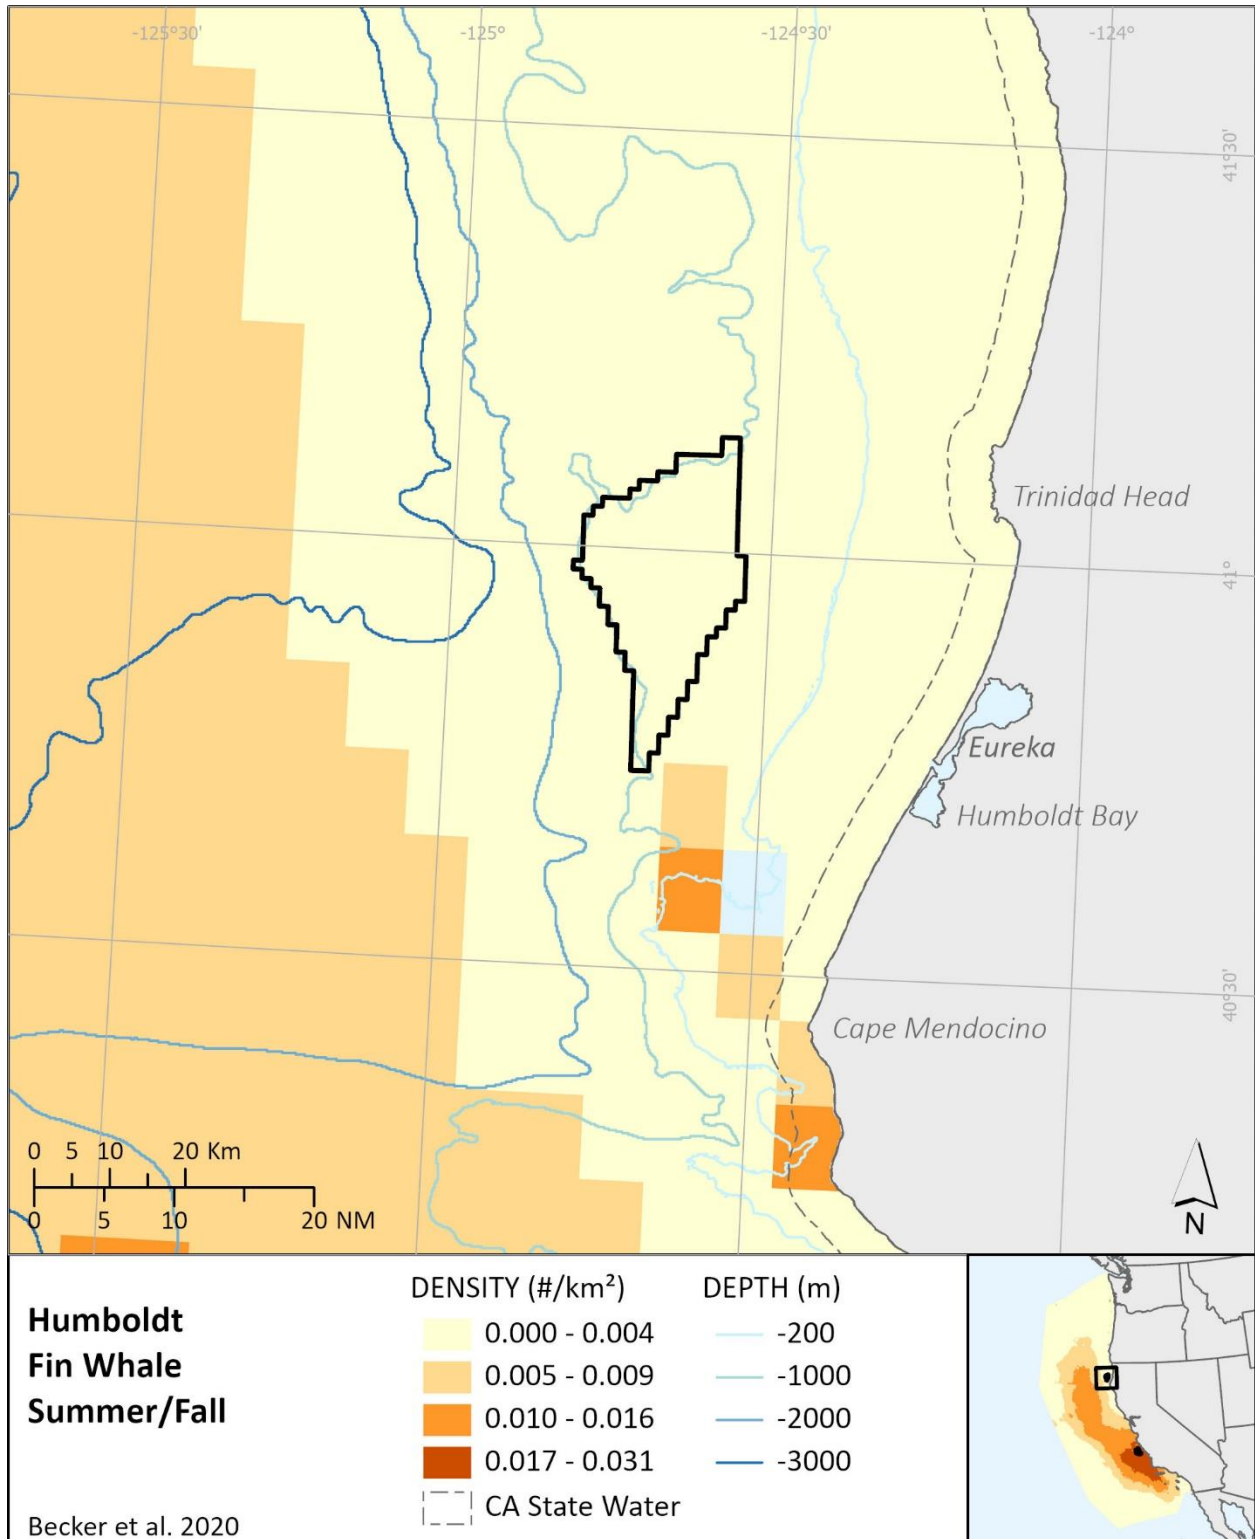 -125°30'
-125°
-124°30'
-124°
41°30'
Trinidad Head
41°
Eureka
Humboldt Bay
40°30'
Cape Mendocino
0 5 10 20 Km
0 5 10 20 NM
N
Humboldt
Fin Whale
Summer/Fall
Becker et al. 2020
DENSITY (#/km²)
0.000 - 0.004
0.005 - 0.009
0.010 - 0.016
0.017 - 0.031
CA State Water
DEPTH (m)
-200
-1000
-2000
-3000